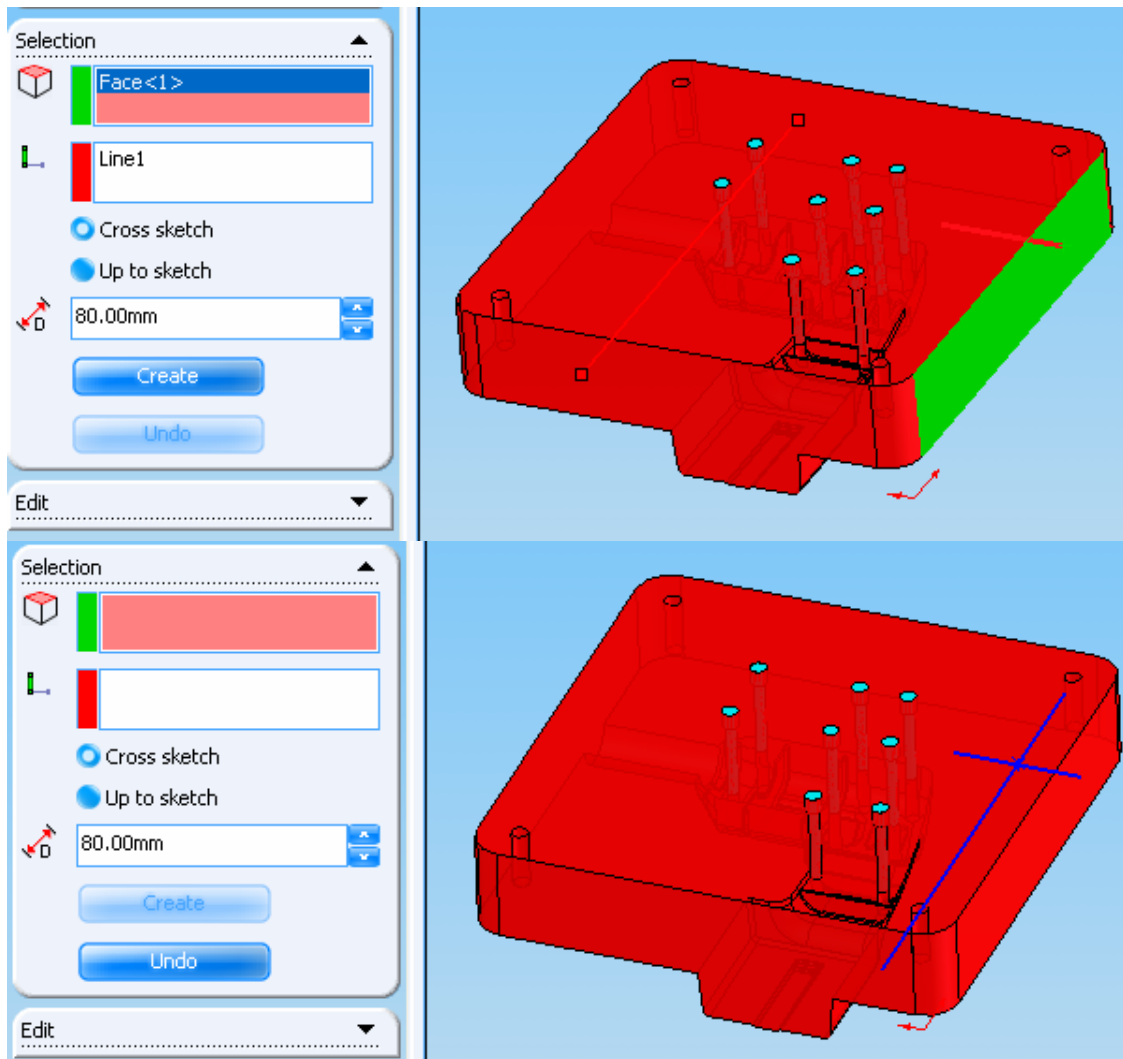 Selection
Face<1>
Line1
Cross sketch
Up to sketch
D
80.00mm
Create
Undo
Edit
Selection
Cross sketch
Up to sketch
D
80.00mm
Create
Undo
Edit